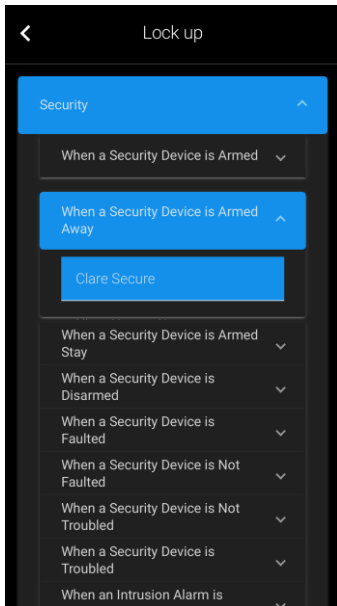 Lock up
Security
When a Security Device is Armed
When a Security Device is Armed
Away
Clare Secure
When a Security Device is Armed
Stay
When a Security Device is
Disarmed
When a Security Device is
Faulted
When a Security Device is Not
Faulted
When a Security Device is Not
Troubled
When a Security Device is
Troubled
When an Intrusion Alarm is